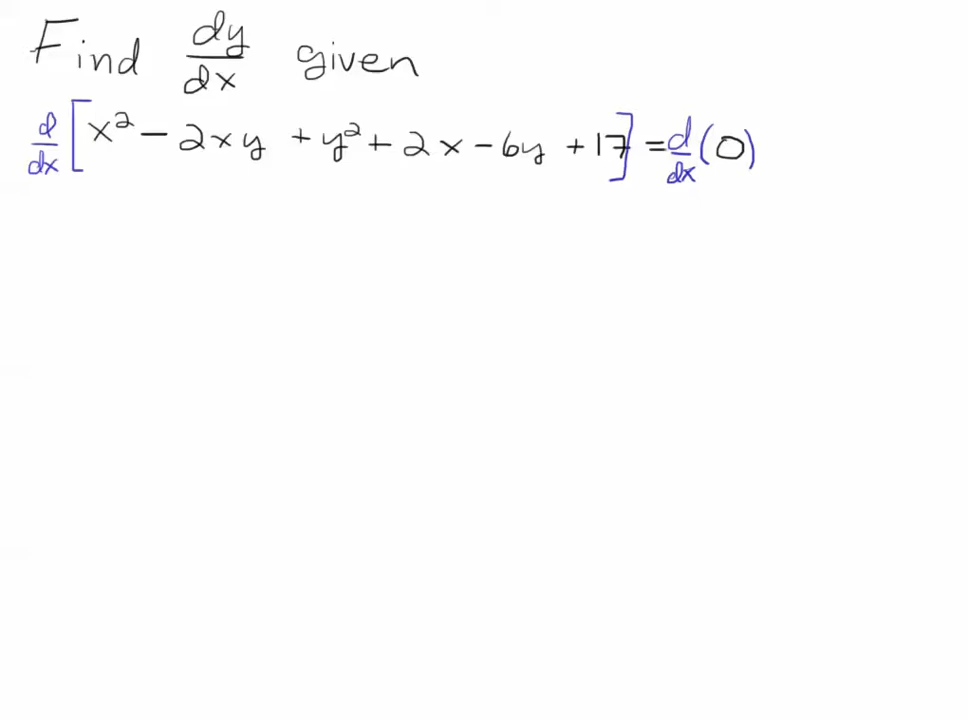 Find dy/dx given
d/dx [x² - 2xy + y² + 2x - 6y + 17] = d/dx (0)